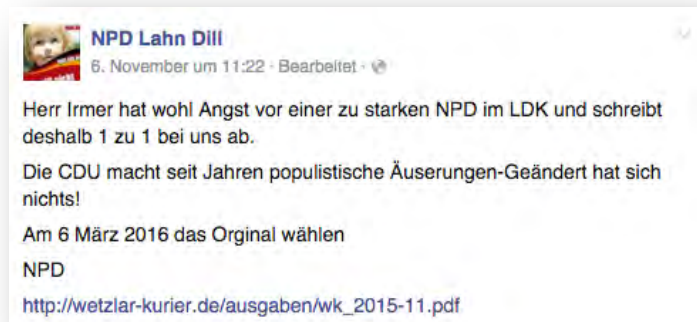 NPD Lahn Dill
6. November um 11:22 · Bearbeitet ·
Herr Irmer hat wohl Angst vor einer zu starken NPD im LDK und schreibt
deshalb 1 zu 1 bei uns ab.
Die CDU macht seit Jahren populistische Äuserungen-Geändert hat sich
nichts!
Am 6 März 2016 das Orginal wählen
NPD
http://wetzlar-kurier.de/ausgaben/wk_2015-11.pdf